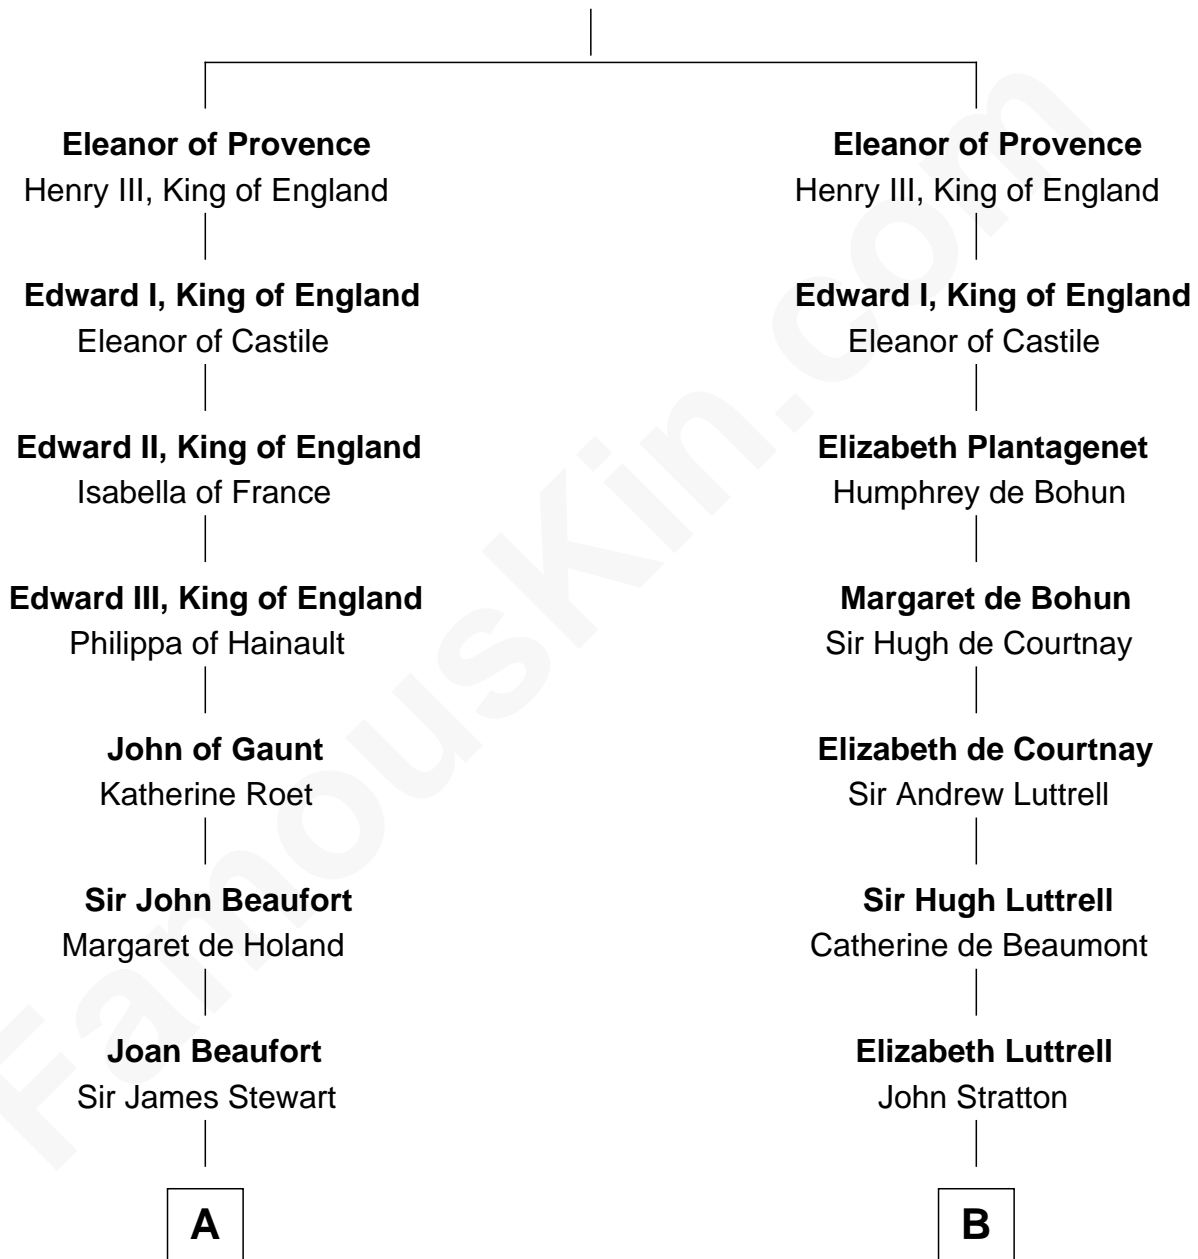 Eleanor of Provence
Henry III, King of England
Edward I, King of England
Eleanor of Castile
Edward II, King of England
Isabella of France
Edward III, King of England
Philippa of Hainault
John of Gaunt
Katherine Roet
Sir John Beaufort
Margaret de Holand
Joan Beaufort
Sir James Stewart
A
Eleanor of Provence
Henry III, King of England
Edward I, King of England
Eleanor of Castile
Elizabeth Plantagenet
Humphrey de Bohun
Margaret de Bohun
Sir Hugh de Courtnay
Elizabeth de Courtnay
Sir Andrew Luttrell
Sir Hugh Luttrell
Catherine de Beaumont
Elizabeth Luttrell
John Stratton
B
FamousKin.com